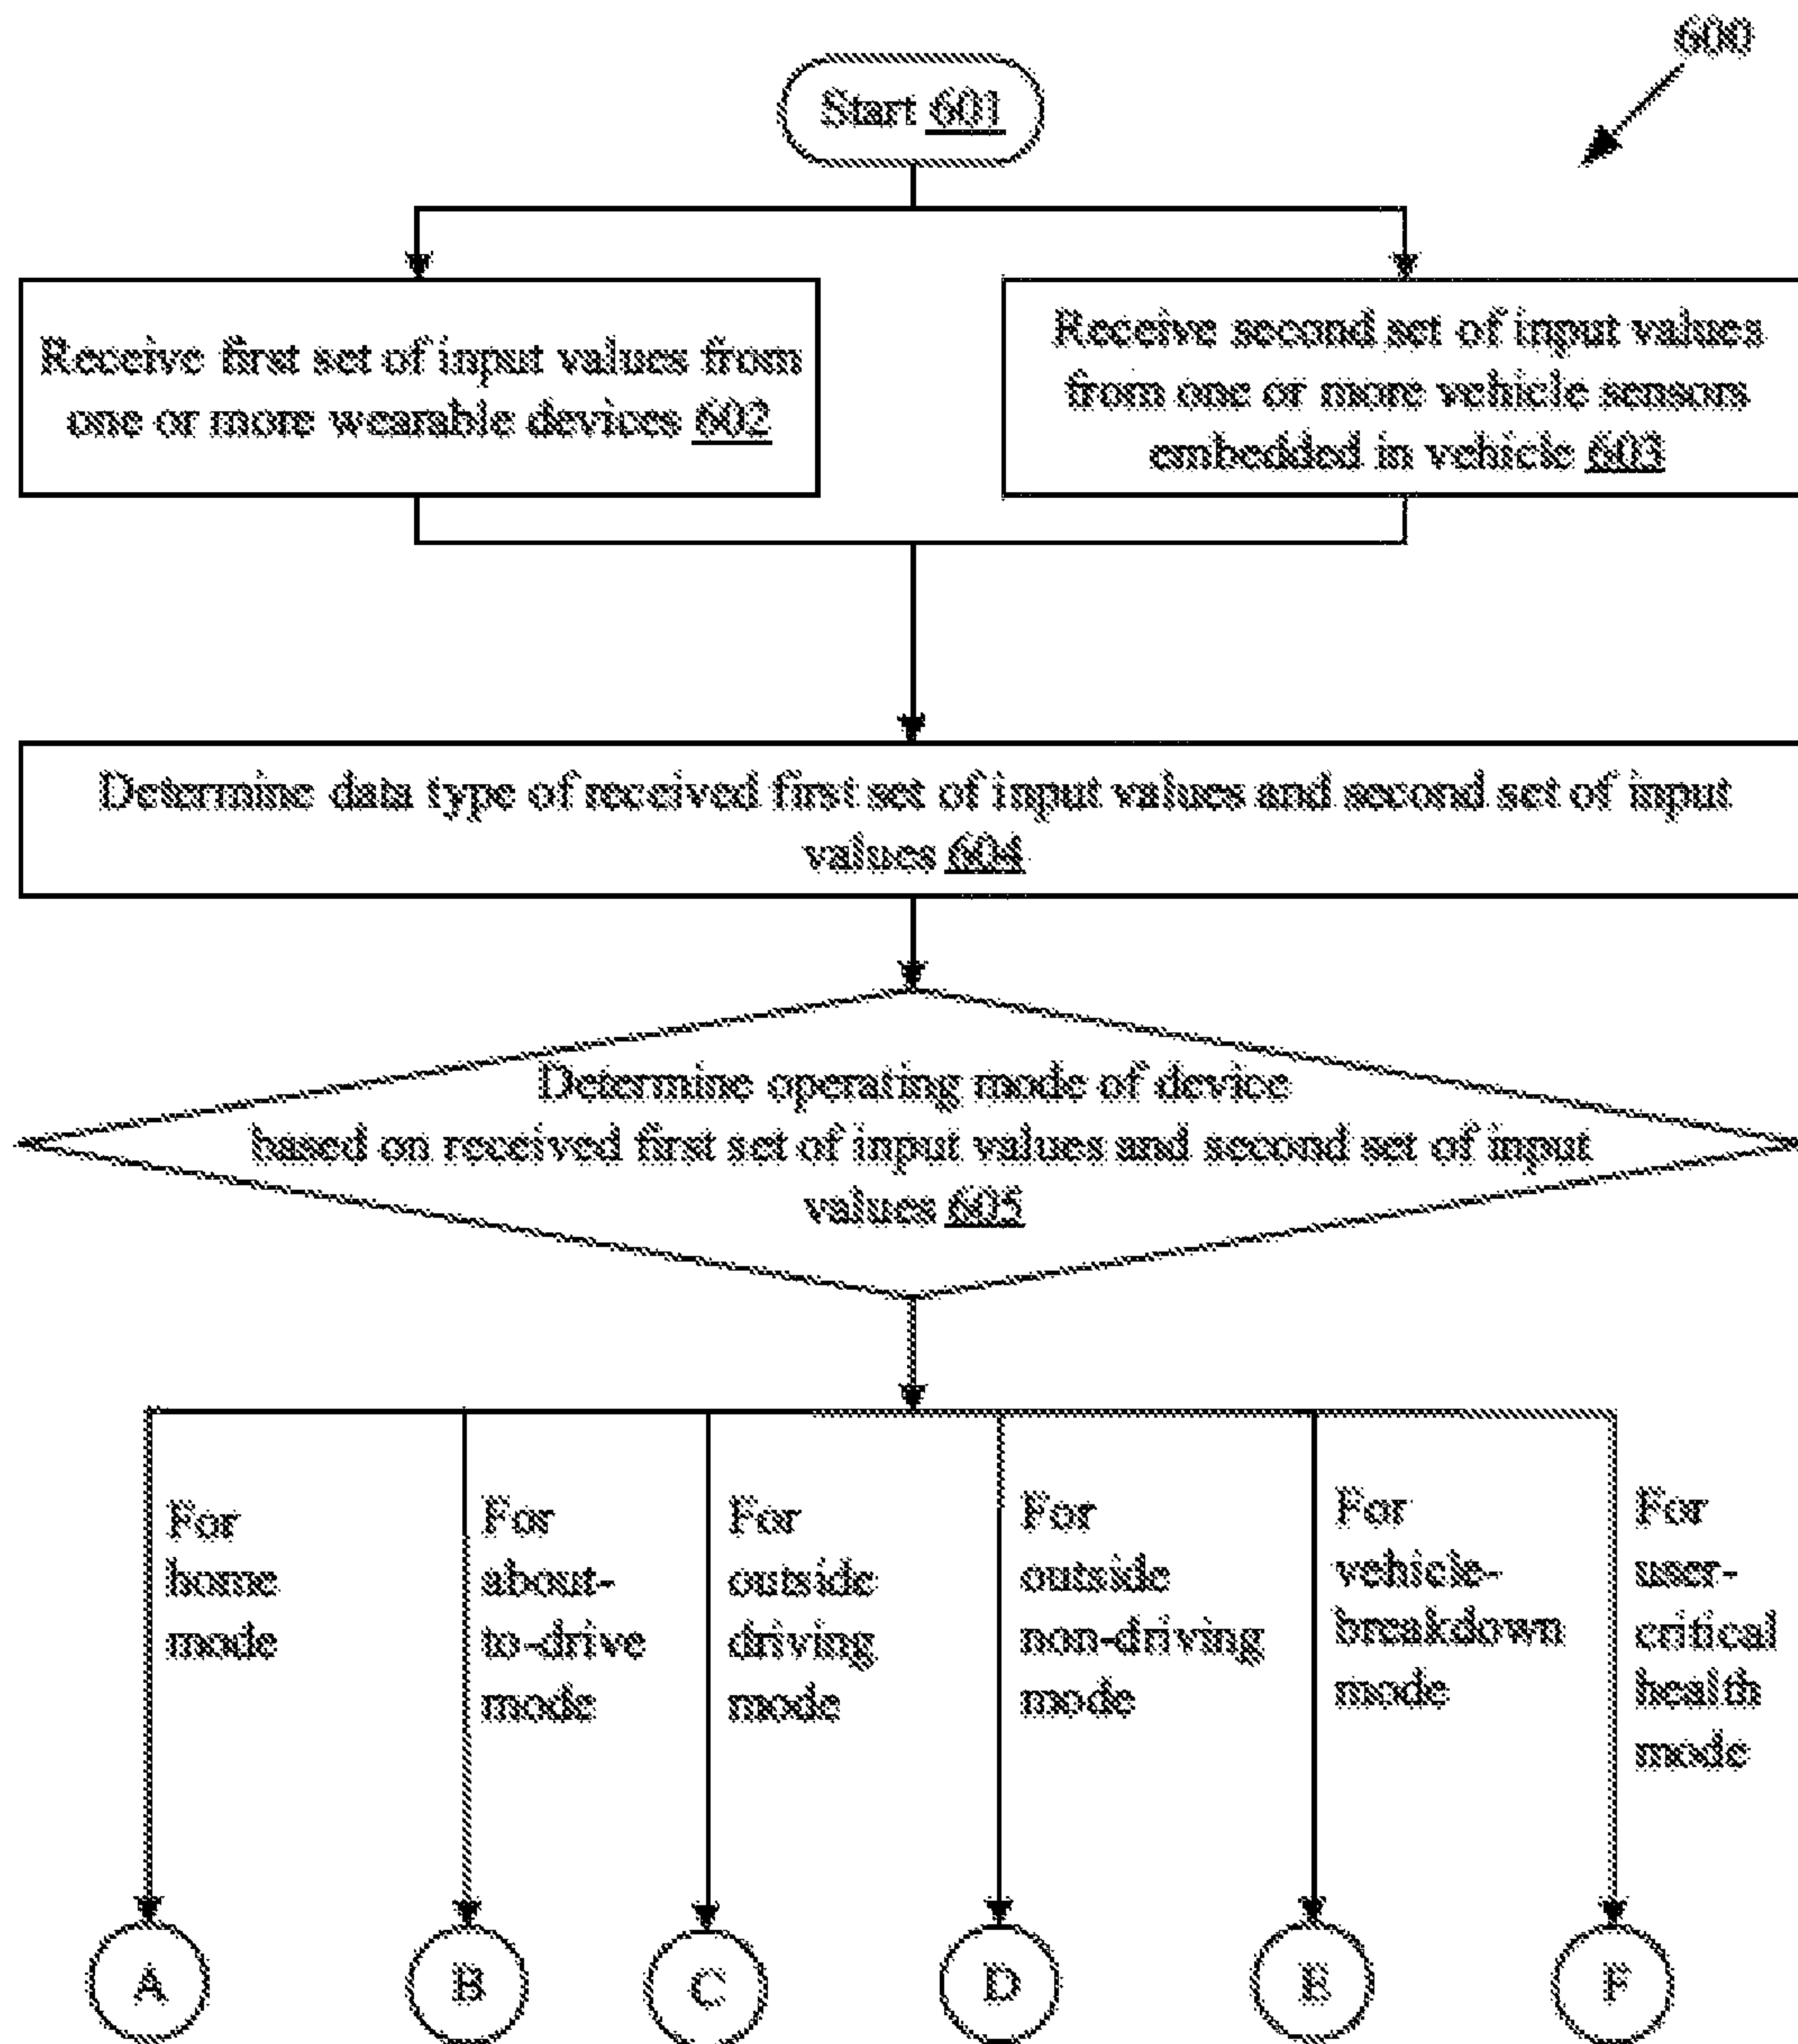 600
Start 601
Receive first set of input values from
one or more wearable devices 602
Receive second set of input values
from one or more vehicle sensors
embedded in vehicle 603
Determine data type of received first set of input values and second set of input
values 604
Determine operating mode of device
based on received first set of input values and second set of input
values 605
For
home
mode
For
about-
to-drive
mode
For
outside
driving
mode
For
outside
non-driving
mode
For
vehicle-
breakdown
mode
For
user-
critical
health
mode
A
B
C
D
E
F